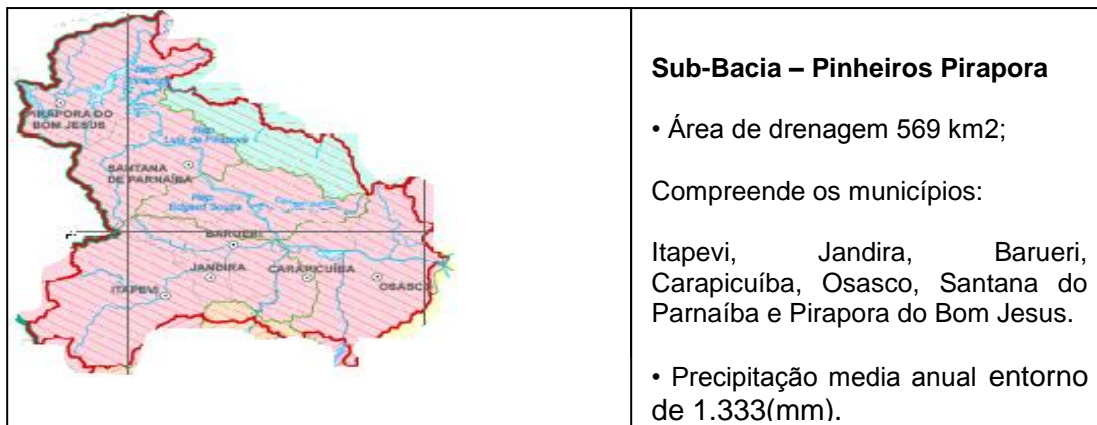 PIRAPORA DO
BOM JESUS
SANTANA
DE PARNAÍBA
Edgard Souza
BARUERI
JANDIRA
CARAPICUÍBA
OSASCO
ITAPEVI
Sub-Bacia – Pinheiros Pirapora
• Área de drenagem 569 km2;
Compreende os municípios:
Itapevi, Jandira, Barueri,
Carapicuíba, Osasco, Santana do
Parnaíba e Pirapora do Bom Jesus.
• Precipitação media anual entorno
de 1.333(mm).